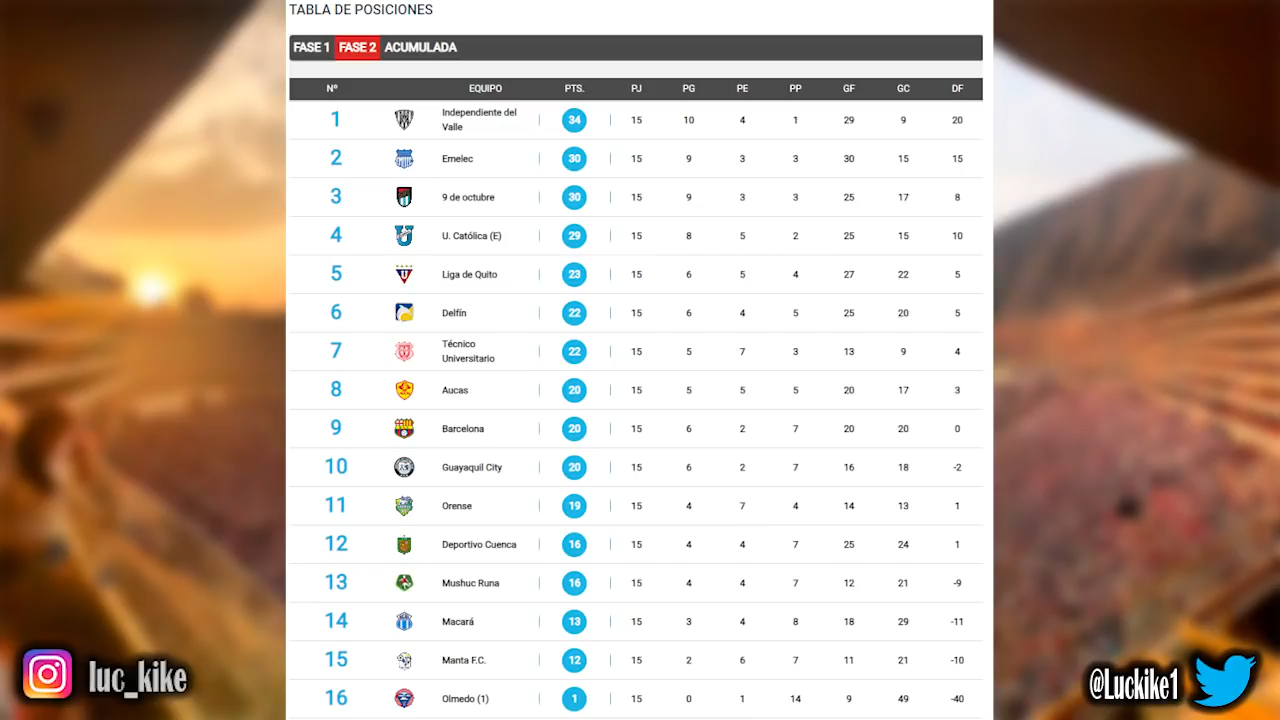 TABLA DE POSICIONES
FASE 1 FASE 2 ACUMULADA
Nº EQUIPO PTS. PJ PG PE PP GF GC DF
1 Independiente del Valle 34 15 10 4 1 29 9 20
2 Emelec 30 15 9 3 3 30 15 15
3 9 de octubre 30 15 9 3 3 25 17 8
4 U. Católica (E) 29 15 8 5 2 25 15 10
5 Liga de Quito 23 15 6 5 4 27 22 5
6 Delfín 22 15 6 4 5 25 20 5
7 Técnico Universitario 22 15 5 7 3 13 9 4
8 Aucas 20 15 5 5 5 20 17 3
9 Barcelona 20 15 6 2 7 20 20 0
10 Guayaquil City 20 15 6 2 7 16 18 -2
11 Orense 19 15 4 7 4 14 13 1
12 Deportivo Cuenca 16 15 4 4 7 25 24 1
13 Mushuc Runa 16 15 4 4 7 12 21 -9
14 Macará 13 15 3 4 8 18 29 -11
15 Manta F.C. 12 15 2 6 7 11 21 -10
16 Olmedo (1) 1 15 0 1 14 9 49 -40
luc_kike
@Luckike1